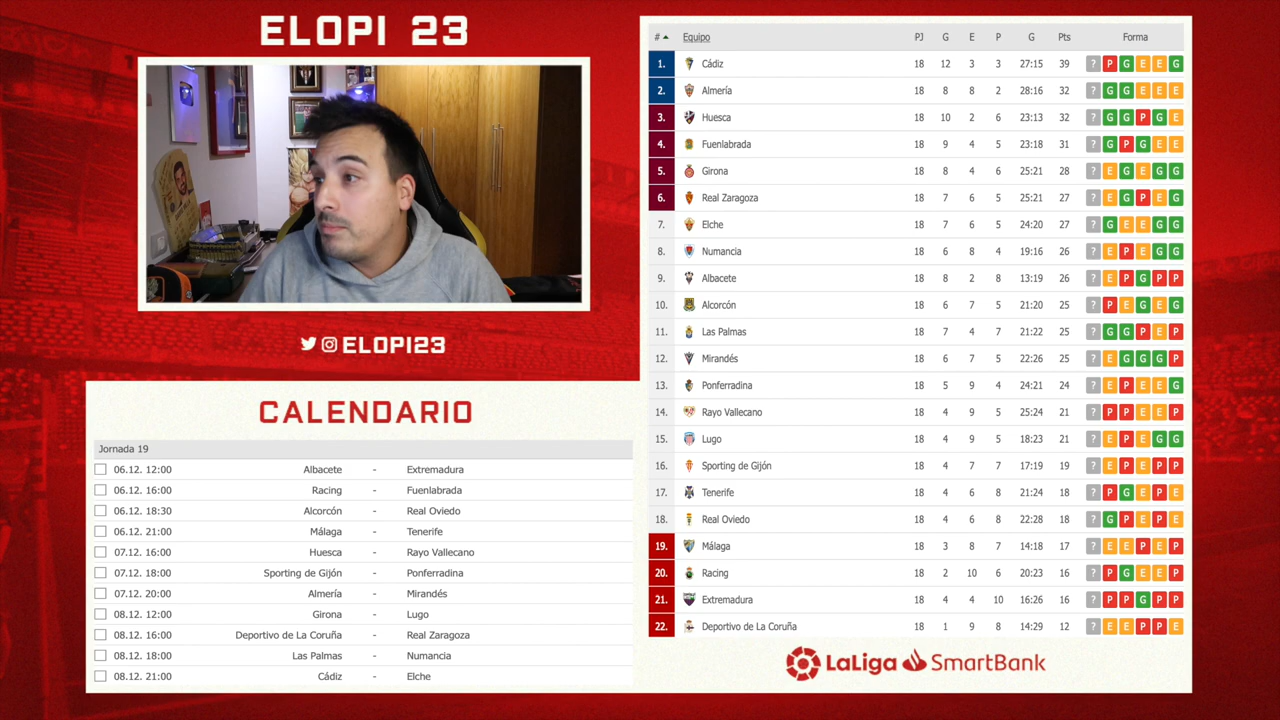 ELOPI 23
ELOPI23
CALENDARIO
Jornada 19
06.12. 12:00 Albacete - Extremadura
06.12. 16:00 Racing - Fuenlabrada
06.12. 18:30 Alcorcón - Real Oviedo
06.12. 21:00 Málaga - Tenerife
07.12. 16:00 Huesca - Rayo Vallecano
07.12. 18:00 Sporting de Gijón - Ponferradina
07.12. 20:00 Almería - Mirandés
08.12. 12:00 Girona - Lugo
08.12. 16:00 Deportivo de La Coruña - Real Zaragoza
08.12. 18:00 Las Palmas - Numancia
08.12. 21:00 Cádiz - Elche
# Equipo PJ G E P G Pts Forma
1. Cádiz 18 12 3 3 27:15 39 ? P G E E G
2. Almería 18 8 8 2 28:16 32 ? G G E E E
3. Huesca 18 10 2 6 23:13 32 ? G G P G E
4. Fuenlabrada 18 9 4 5 23:18 31 ? G P G E E
5. Girona 18 8 4 6 25:21 28 ? E G E G G
6. Real Zaragoza 18 7 6 5 25:21 27 ? E G P E G
7. Elche 18 7 6 5 24:20 27 ? G E E G G
8. Numancia 18 6 8 4 19:16 26 ? E P E G G
9. Albacete 18 8 2 8 13:19 26 ? E P G P P
10. Alcorcón 18 6 7 5 21:20 25 ? P E G E G
11. Las Palmas 18 7 4 7 21:22 25 ? G G P E P
12. Mirandés 18 6 7 5 22:26 25 ? E G G G P
13. Ponferradina 18 5 9 4 24:21 24 ? E P E E G
14. Rayo Vallecano 18 4 9 5 25:24 21 ? P P E E P
15. Lugo 18 4 9 5 18:23 21 ? E P E G G
16. Sporting de Gijón 18 4 7 7 17:19 19 ? E P E P P
17. Tenerife 18 4 6 8 21:24 18 ? P G E P E
18. Real Oviedo 18 4 6 8 22:28 18 ? G P E P E
19. Málaga 18 3 8 7 14:18 17 ? E E P E P
20. Racing 18 2 10 6 20:23 16 ? P G E E P
21. Extremadura 18 4 4 10 16:26 16 ? P P G P P
22. Deportivo de La Coruña 18 1 9 8 14:29 12 ? E E P P E
LaLiga SmartBank